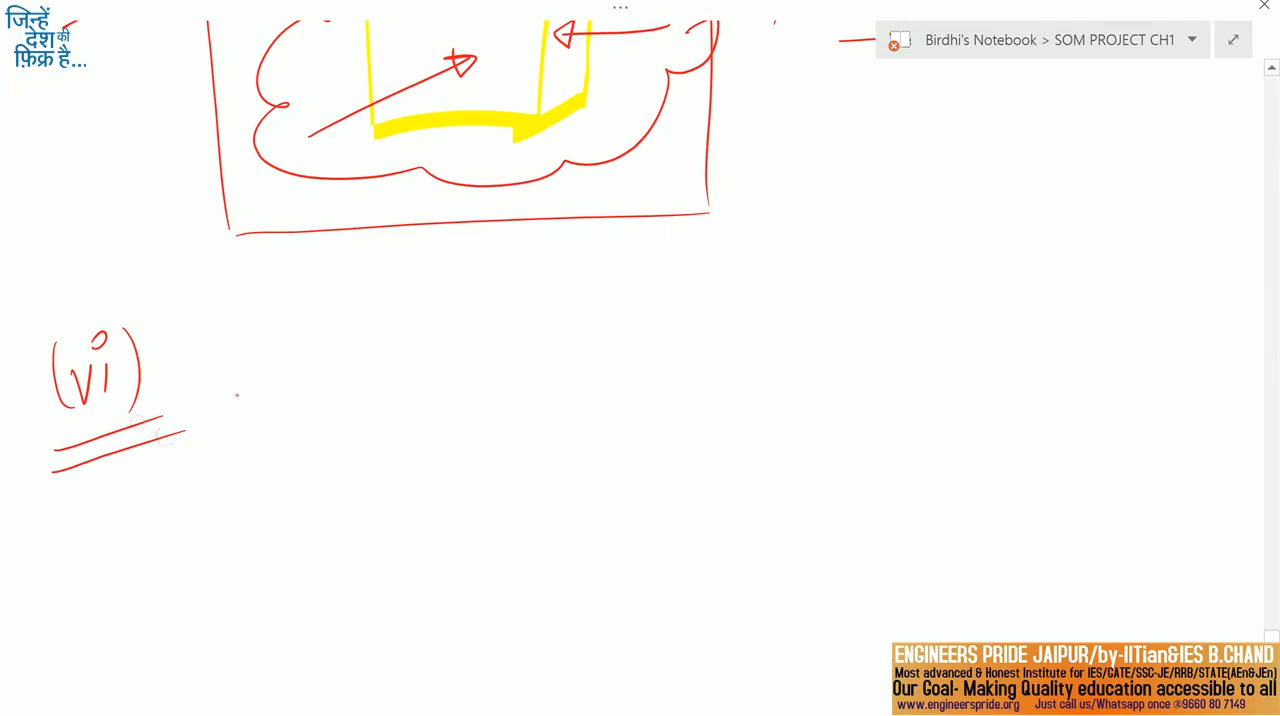 जिन्हें
देश की
फ़िक्र है...
Birdhi's Notebook > SOM PROJECT CH1
(vi)
ENGINEERS PRIDE JAIPUR/by-IITian&IES B.CHAND
Most advanced & Honest Institute for IES/GATE/SSC-JE/RRB/STATE(AEn&JEn)
Our Goal- Making Quality education accessible to all
www.engineerspride.org Just call us/Whatsapp once @9660 80 7149